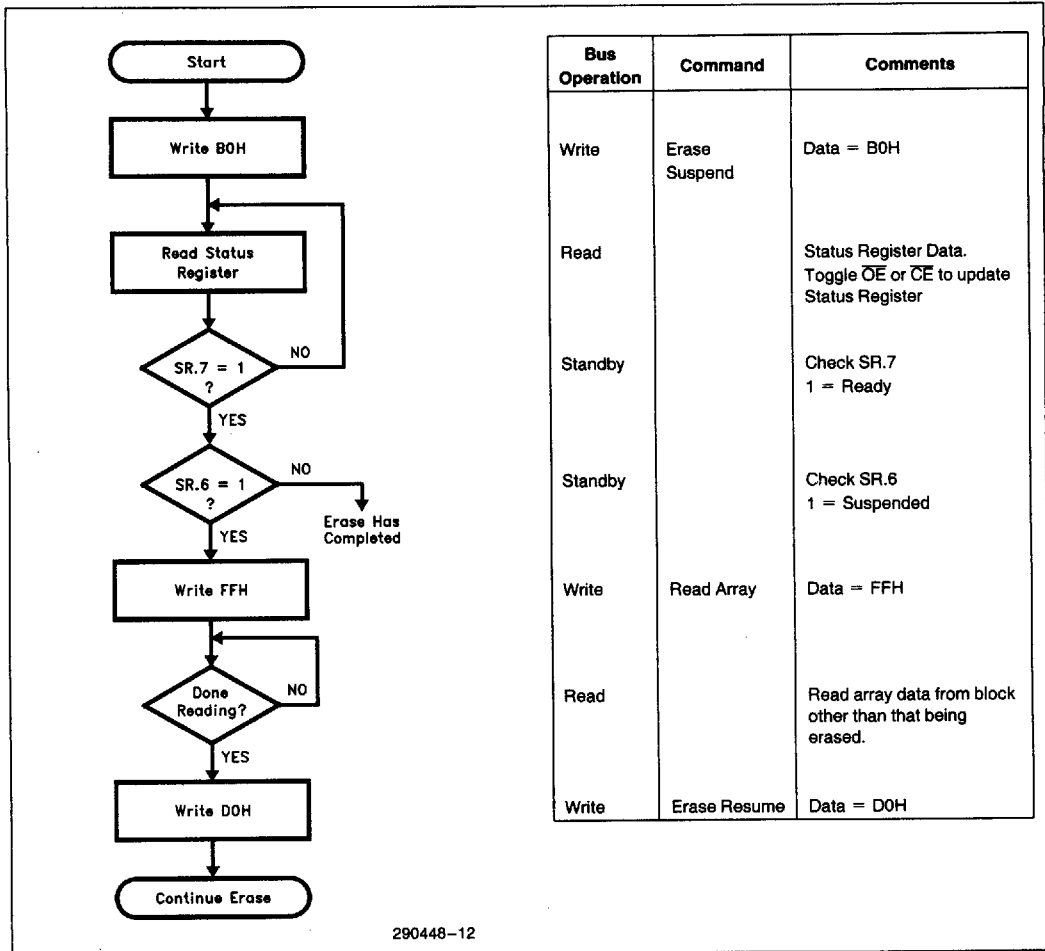 Start
Write B0H
Read Status
Register
SR.7 = 1
?
NO
YES
SR.6 = 1
?
NO
Erase Has
Completed
YES
Write FFH
Done
Reading?
NO
YES
Write D0H
Continue Erase
Bus
Operation
Command
Comments
Write
Erase
Suspend
Data = B0H
Read
Status Register Data.
Toggle O̅E̅ or C̅E̅ to update
Status Register
Standby
Check SR.7
1 = Ready
Standby
Check SR.6
1 = Suspended
Write
Read Array
Data = FFH
Read
Read array data from block
other than that being
erased.
Write
Erase Resume
Data = D0H
290448–12